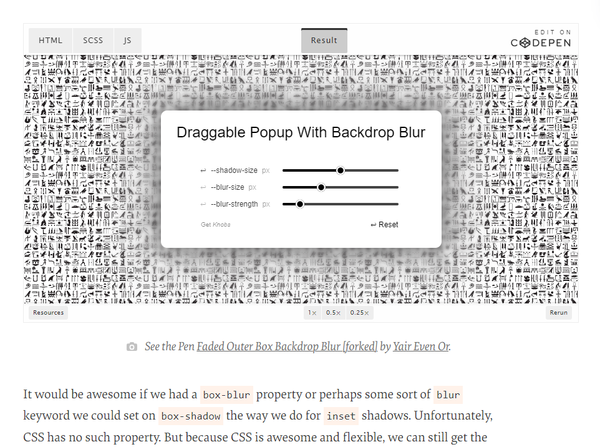 HTML SCSS JS Result EDIT ON
CODEPEN
Draggable Popup With Backdrop Blur
↩ --shadow-size px
↩ --blur-size px
↩ --blur-strength px
Get Knobs ↩ Reset
Resources 1× 0.5× 0.25× Rerun
See the Pen Faded Outer Box Backdrop Blur [forked] by Yair Even Or.
It would be awesome if we had a box-blur property or perhaps some sort of blur
keyword we could set on box-shadow the way we do for inset shadows. Unfortunately,
CSS has no such property. But because CSS is awesome and flexible, we can still get the